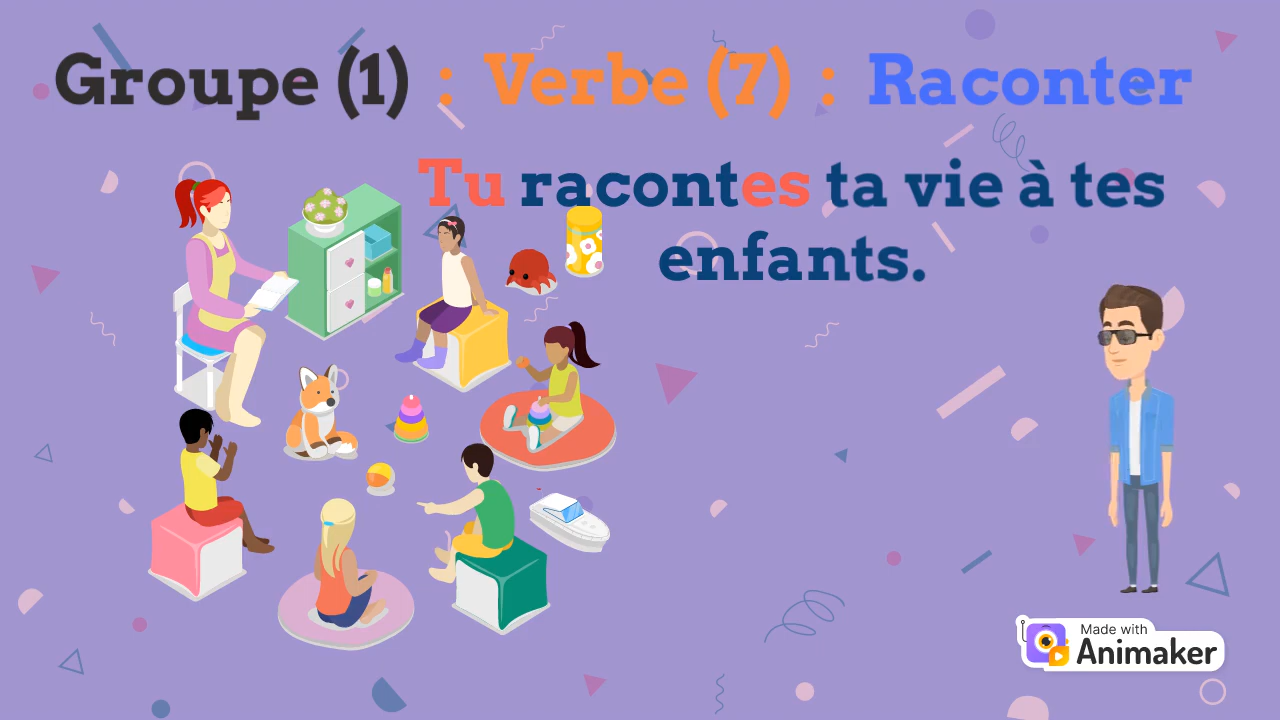 Groupe (1) : Verbe (7) : Raconter
Tu racontes ta vie à tes
enfants.
Made with
Animaker